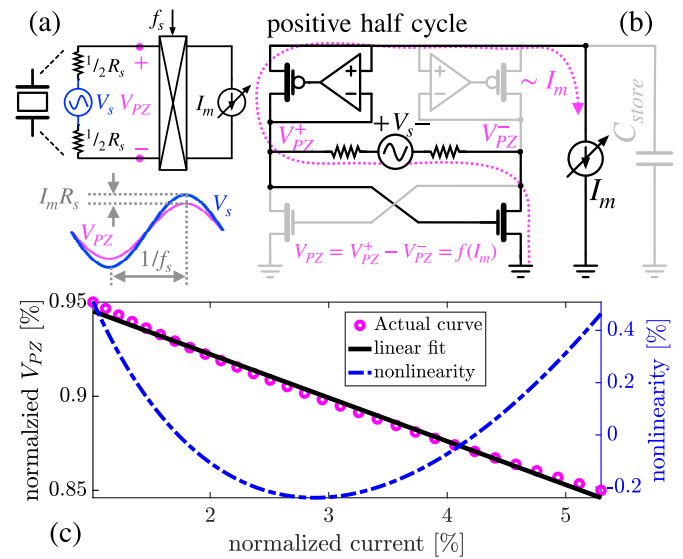 (a)
f_s
positive half cycle
(b)
1/2 R_s
+
V_s V_PZ
I_m
1/2 R_s
−
+
−
−
+
~ I_m
V_PZ^+
+V_s−
V_PZ^−
C_store
I_m
I_mR_s
V_s
V_PZ
1/f_s
V_PZ = V_PZ^+ − V_PZ^- = f(I_m)
normalzied V_PZ [%]
0.95
0.9
0.85
Actual curve
linear fit
nonlinearity
0.4
0.2
0
-0.2
nonlinearity [%]
2
3
4
5
(c)
normalized current [%]